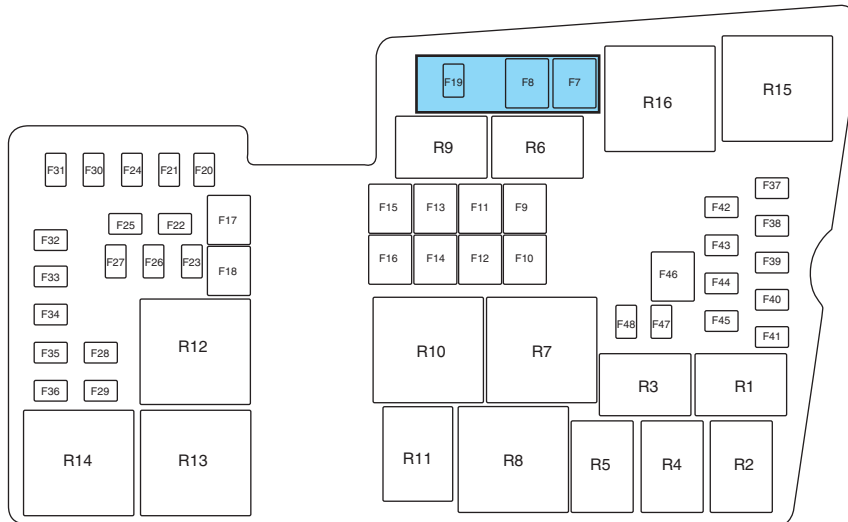 F19 F8 F7
R16 R15
R9 R6
F31 F30 F24 F21 F20
F37
F15 F13 F11 F9
F42
F25 F22 F17
F38
F32
F43
F16 F14 F12 F10
F27 F26 F23 F18
F46 F39
F33
F44
F40
F34
F48 F47 F45
F41
F35 F28 R12 R10 R7
F36 F29
R3 R1
R14 R13 R11 R8 R5 R4 R2